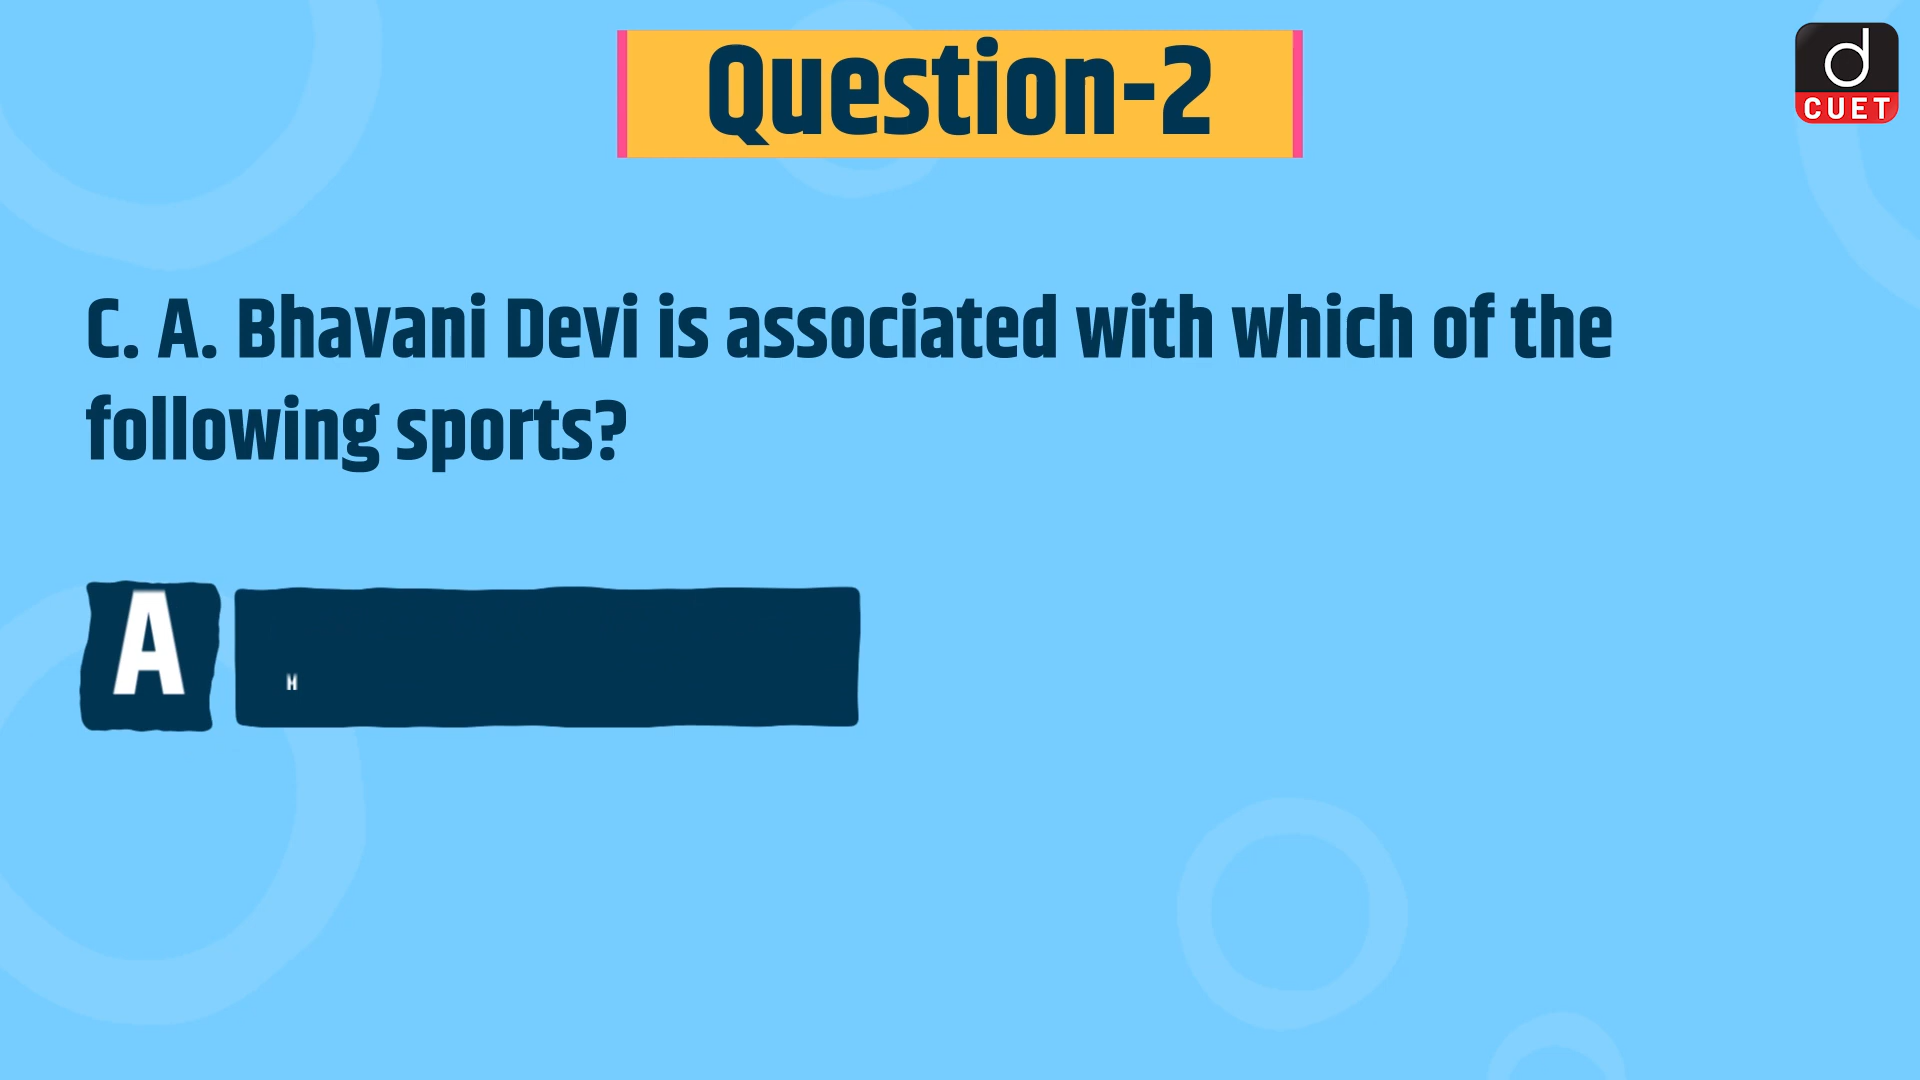 Question-2
d
CUET
C. A. Bhavani Devi is associated with which of the
following sports?
A
H